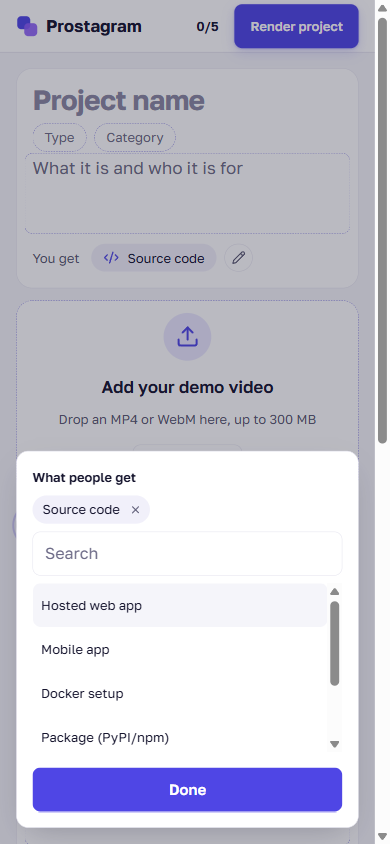 Prostagram
0/5
Render project
Project name
Type
Category
What it is and who it is for
You get
Source code
Add your demo video
Drop an MP4 or WebM here, up to 300 MB
What people get
Source code
Search
Hosted web app
Mobile app
Docker setup
Package (PyPI/npm)
Done